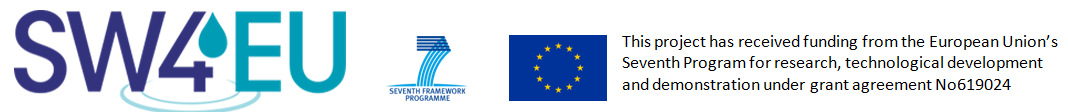 SW4EU
SEVENTH FRAMEWORK
PROGRAMME
This project has received funding from the European Union's
Seventh Program for research, technological development
and demonstration under grant agreement No619024